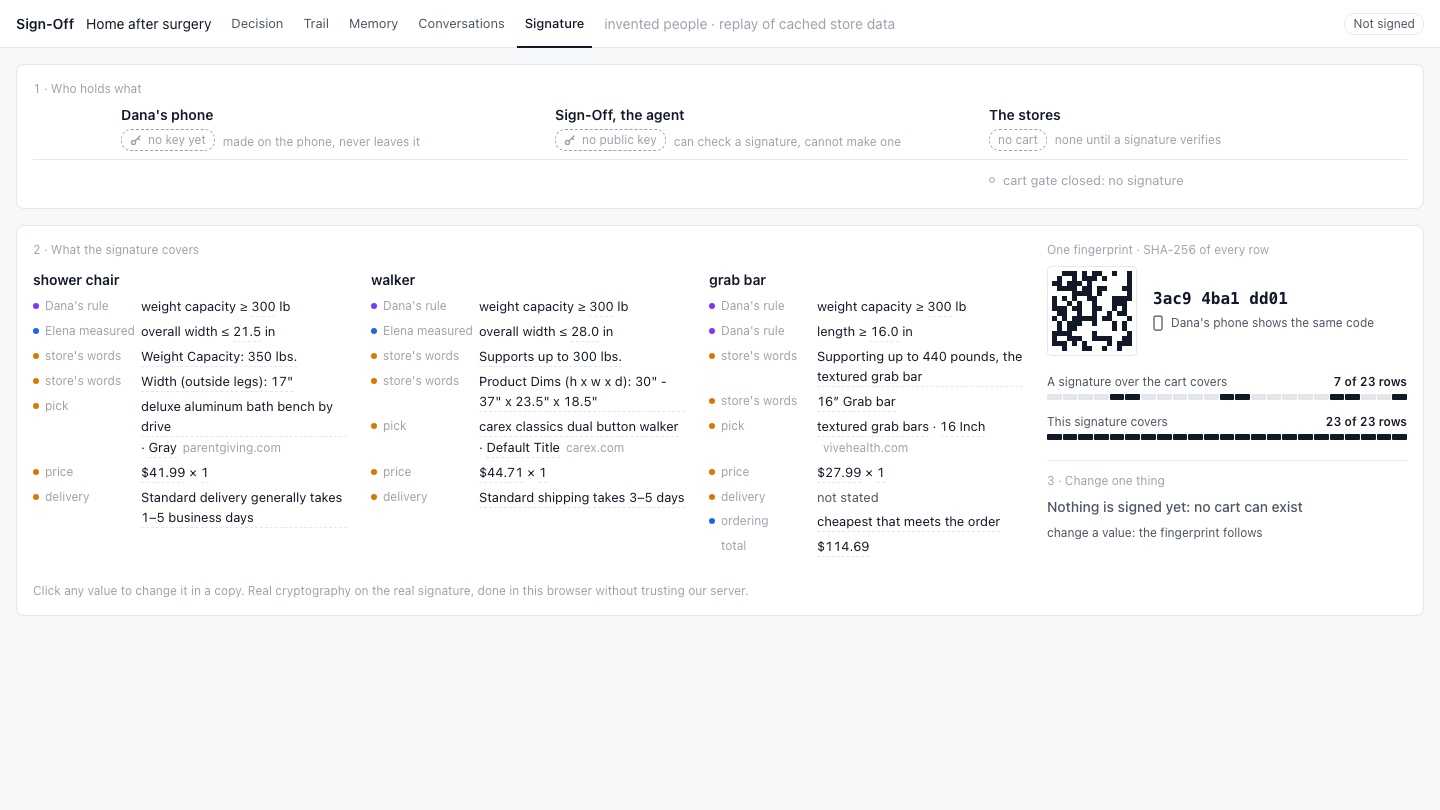 Sign-Off Home after surgery Decision Trail Memory Conversations Signature invented people · replay of cached store data Not signed
1 · Who holds what
Dana's phone
no key yet made on the phone, never leaves it
Sign-Off, the agent
no public key can check a signature, cannot make one
The stores
no cart none until a signature verifies
cart gate closed: no signature
2 · What the signature covers
shower chair
Dana's rule weight capacity ≥ 300 lb
Elena measured overall width ≤ 21.5 in
store's words Weight Capacity: 350 lbs.
store's words Width (outside legs): 17"
pick deluxe aluminum bath bench by
drive
· Gray parentgiving.com
price $41.99 × 1
delivery Standard delivery generally takes
1–5 business days
walker
Dana's rule weight capacity ≥ 300 lb
Elena measured overall width ≤ 28.0 in
store's words Supports up to 300 lbs.
store's words Product Dims (h x w x d): 30" -
37" x 23.5" x 18.5"
pick carex classics dual button walker
· Default Title carex.com
price $44.71 × 1
delivery Standard shipping takes 3–5 days
grab bar
Dana's rule weight capacity ≥ 300 lb
Dana's rule length ≥ 16.0 in
store's words Supporting up to 440 pounds, the
textured grab bar
store's words 16″ Grab bar
pick textured grab bars · 16 Inch
vivehealth.com
price $27.99 × 1
delivery not stated
ordering cheapest that meets the order
total $114.69
One fingerprint · SHA-256 of every row
3ac9 4ba1 dd01
Dana's phone shows the same code
A signature over the cart covers 7 of 23 rows
This signature covers 23 of 23 rows
3 · Change one thing
Nothing is signed yet: no cart can exist
change a value: the fingerprint follows
Click any value to change it in a copy. Real cryptography on the real signature, done in this browser without trusting our server.